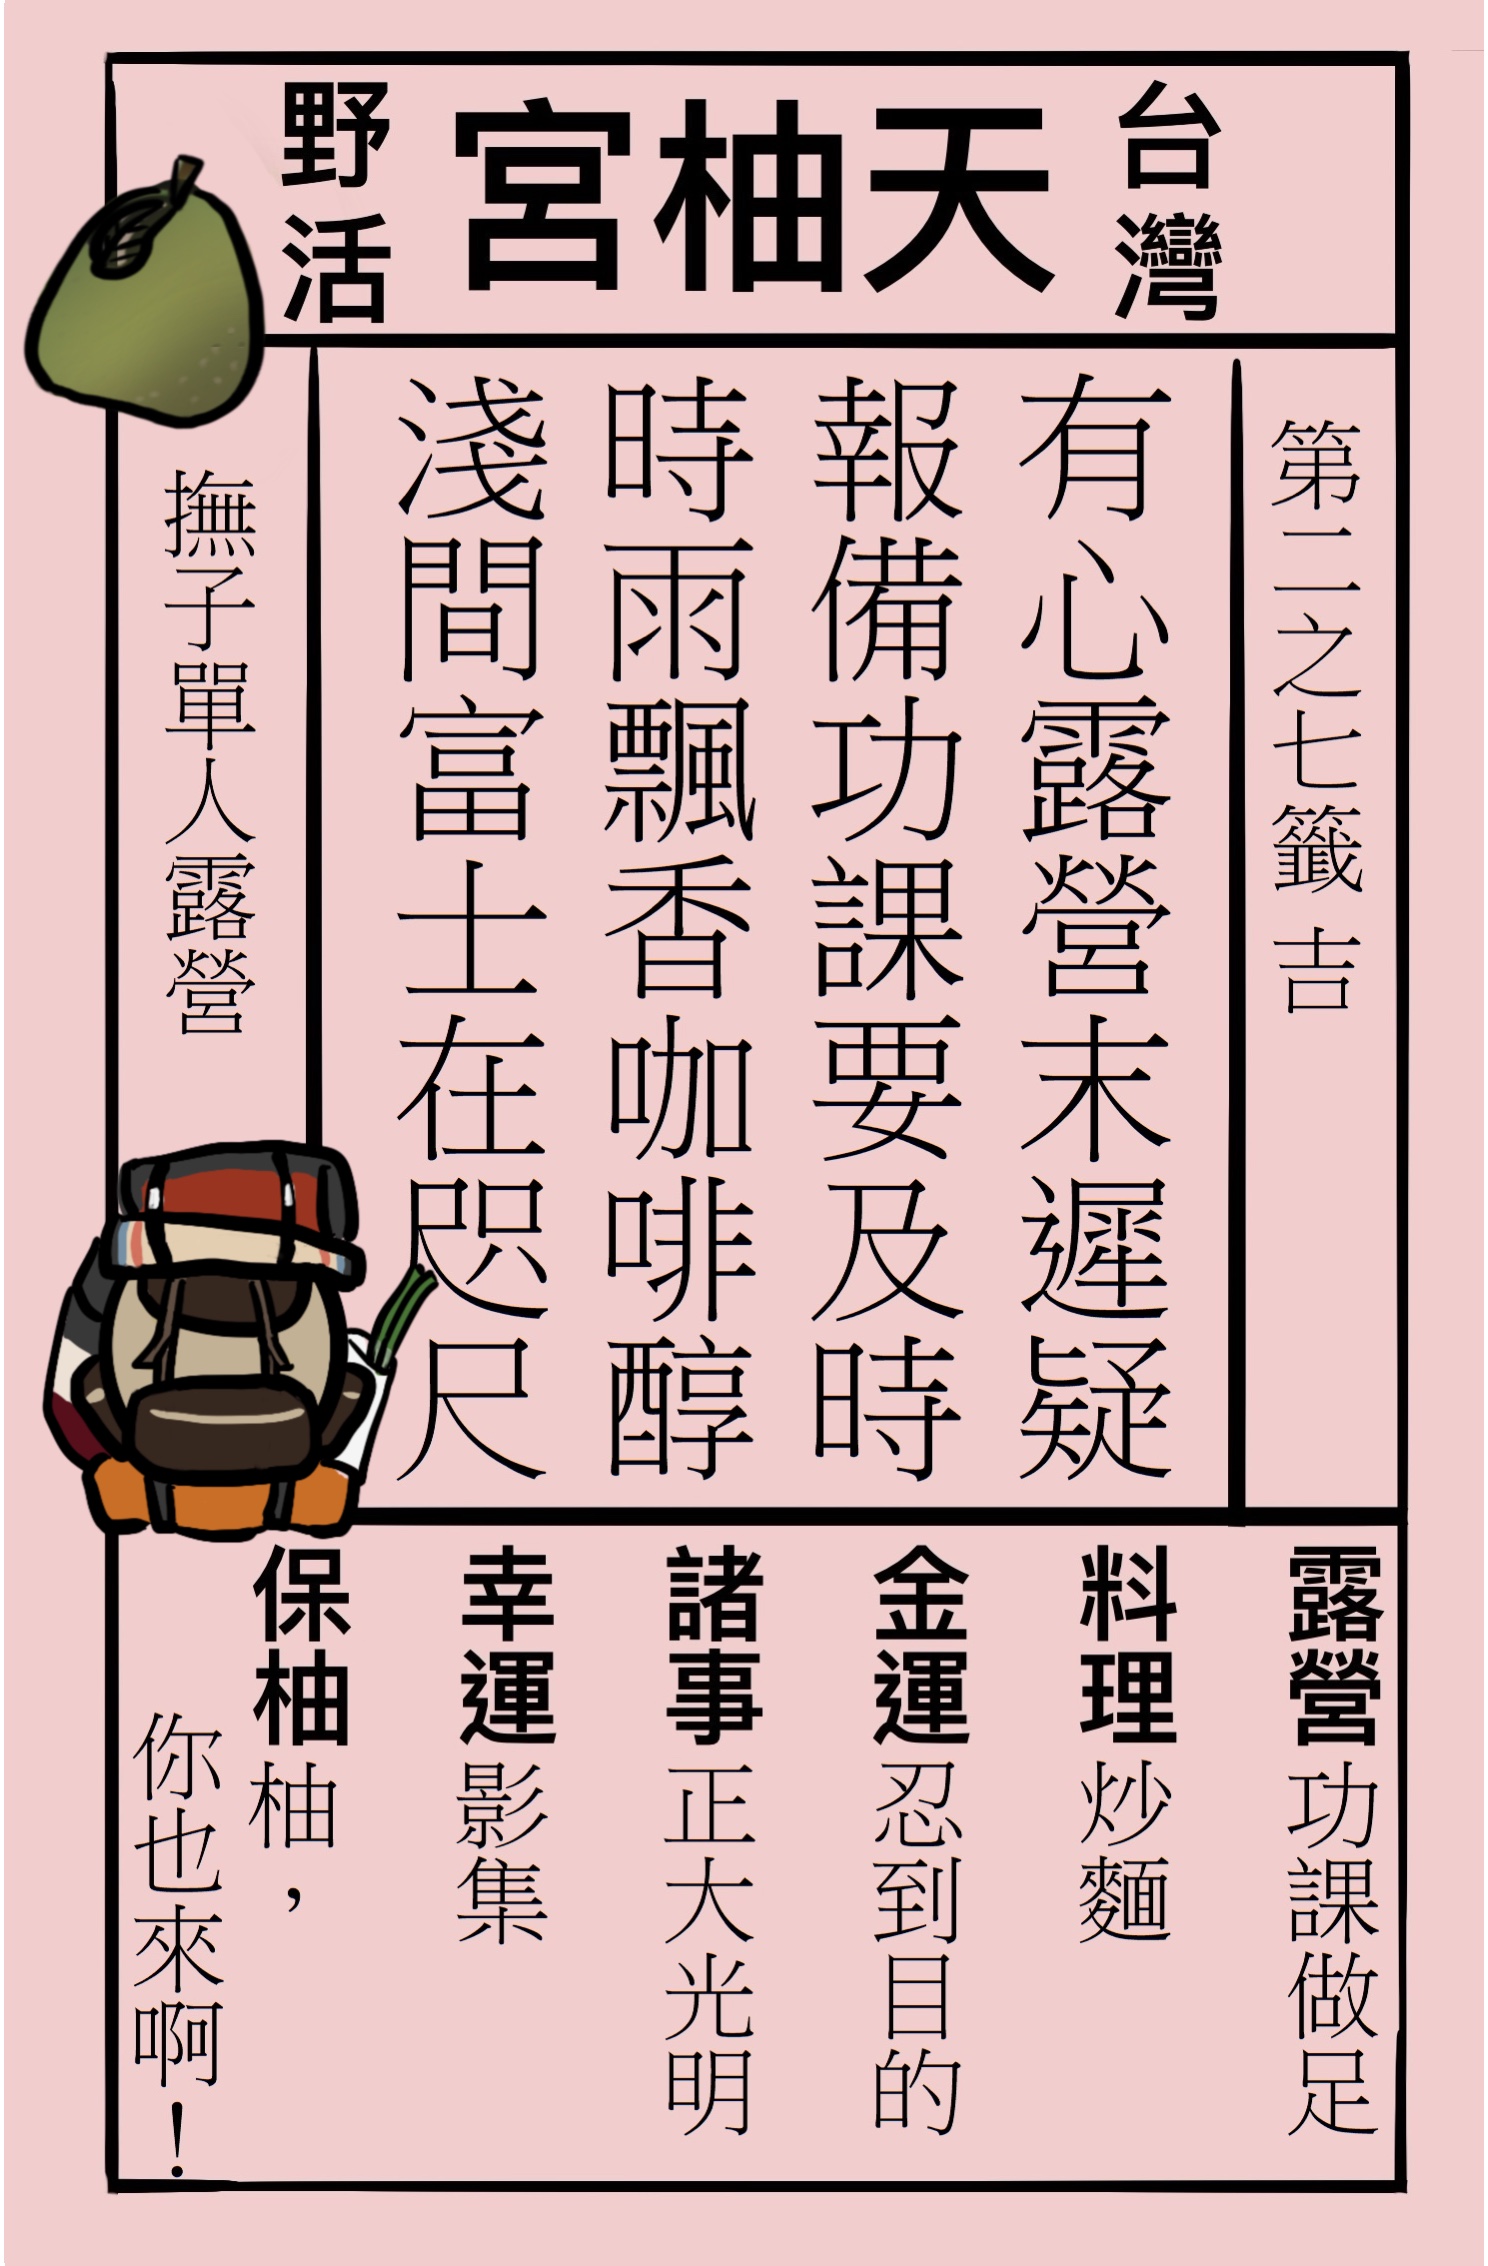 台灣
天柚宮
野活
第二之七籤 吉
有心露營末遲疑
報備功課要及時
時雨飄香咖啡醇
淺間富士在咫尺
撫子單人露營
露營 功課做足
料理 炒麵
金運 忍到目的
諸事 正大光明
幸運 影集
保柚 柚，
你也來啊！